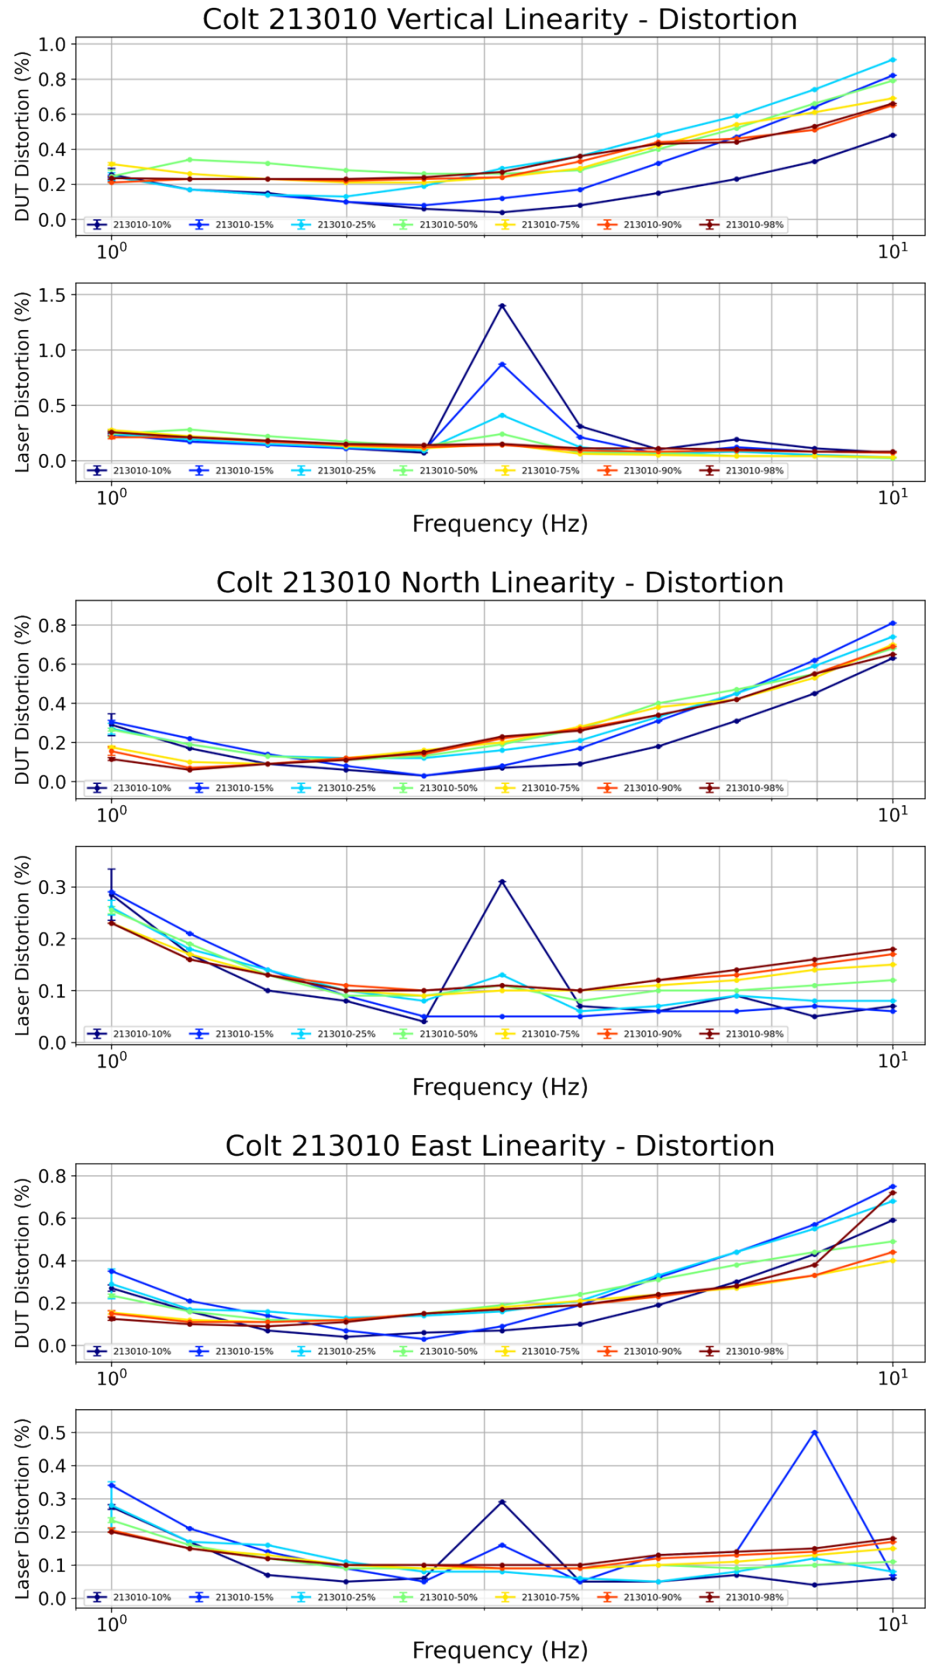 Colt 213010 Vertical Linearity - Distortion
DUT Distortion (%)
1.0
0.8
0.6
0.4
0.2
0.0
213010-10% 213010-15% 213010-25% 213010-50% 213010-75% 213010-90% 213010-98%
10⁰ 10¹
Laser Distortion (%)
1.5
1.0
0.5
0.0
213010-10% 213010-15% 213010-25% 213010-50% 213010-75% 213010-90% 213010-98%
10⁰ 10¹
Frequency (Hz)
Colt 213010 North Linearity - Distortion
DUT Distortion (%)
0.8
0.6
0.4
0.2
0.0
213010-10% 213010-15% 213010-25% 213010-50% 213010-75% 213010-90% 213010-98%
10⁰ 10¹
Laser Distortion (%)
0.3
0.2
0.1
0.0
213010-10% 213010-15% 213010-25% 213010-50% 213010-75% 213010-90% 213010-98%
10⁰ 10¹
Frequency (Hz)
Colt 213010 East Linearity - Distortion
DUT Distortion (%)
0.8
0.6
0.4
0.2
0.0
213010-10% 213010-15% 213010-25% 213010-50% 213010-75% 213010-90% 213010-98%
10⁰ 10¹
Laser Distortion (%)
0.5
0.4
0.3
0.2
0.1
0.0
213010-10% 213010-15% 213010-25% 213010-50% 213010-75% 213010-90% 213010-98%
10⁰ 10¹
Frequency (Hz)